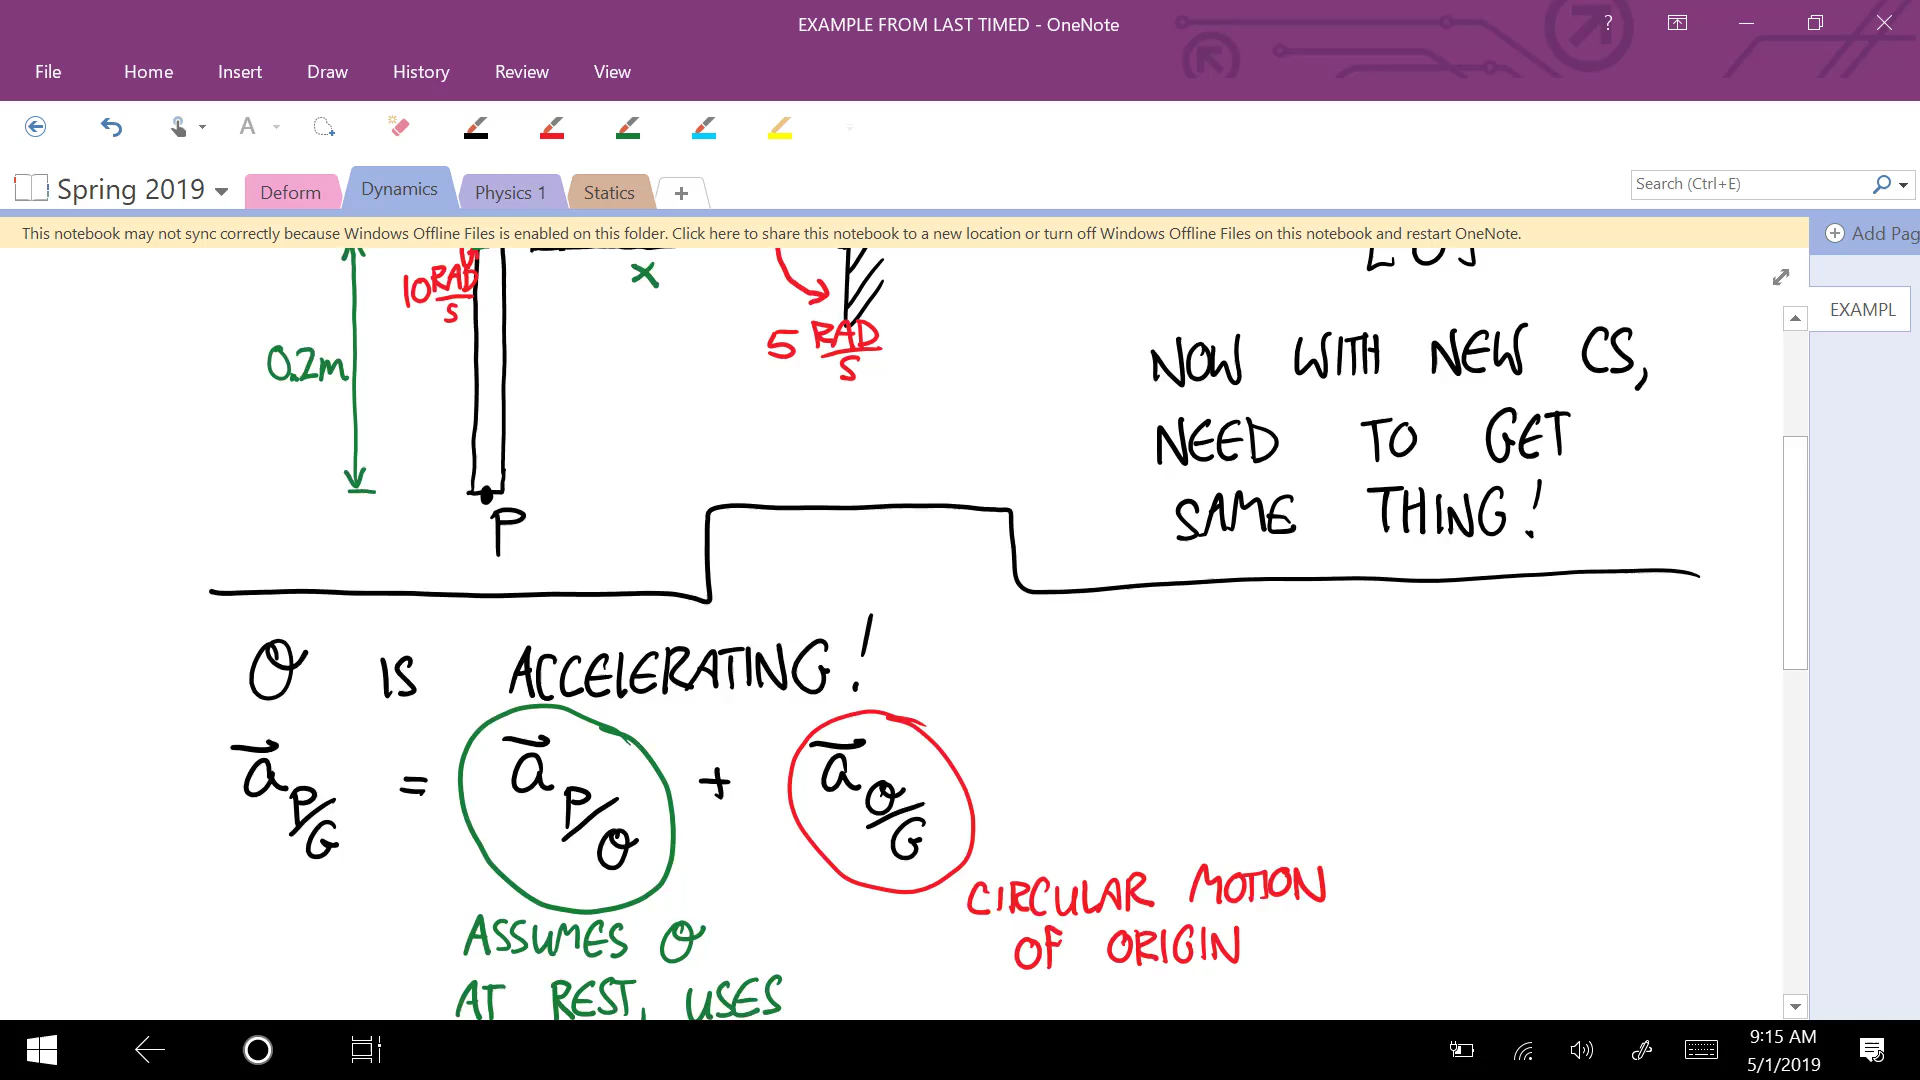 EXAMPLE FROM LAST TIMED - OneNote
File Home Insert Draw History Review View
Spring 2019 Deform Dynamics Physics 1 Statics
Search (Ctrl+E)
This notebook may not sync correctly because Windows Offline Files is enabled on this folder. Click here to share this notebook to a new location or turn off Windows Offline Files on this notebook and restart OneNote.
Add Pag
EXAMPL
10 RAD/S
x
5 RAD/S
0.2m
P
NOW WITH NEW CS,
NEED TO GET
SAME THING!
O IS ACCELERATING!
a P/G = a P/O + a O/G
CIRCULAR MOTION
OF ORIGIN
ASSUMES O
AT REST, USES
9:15 AM
5/1/2019